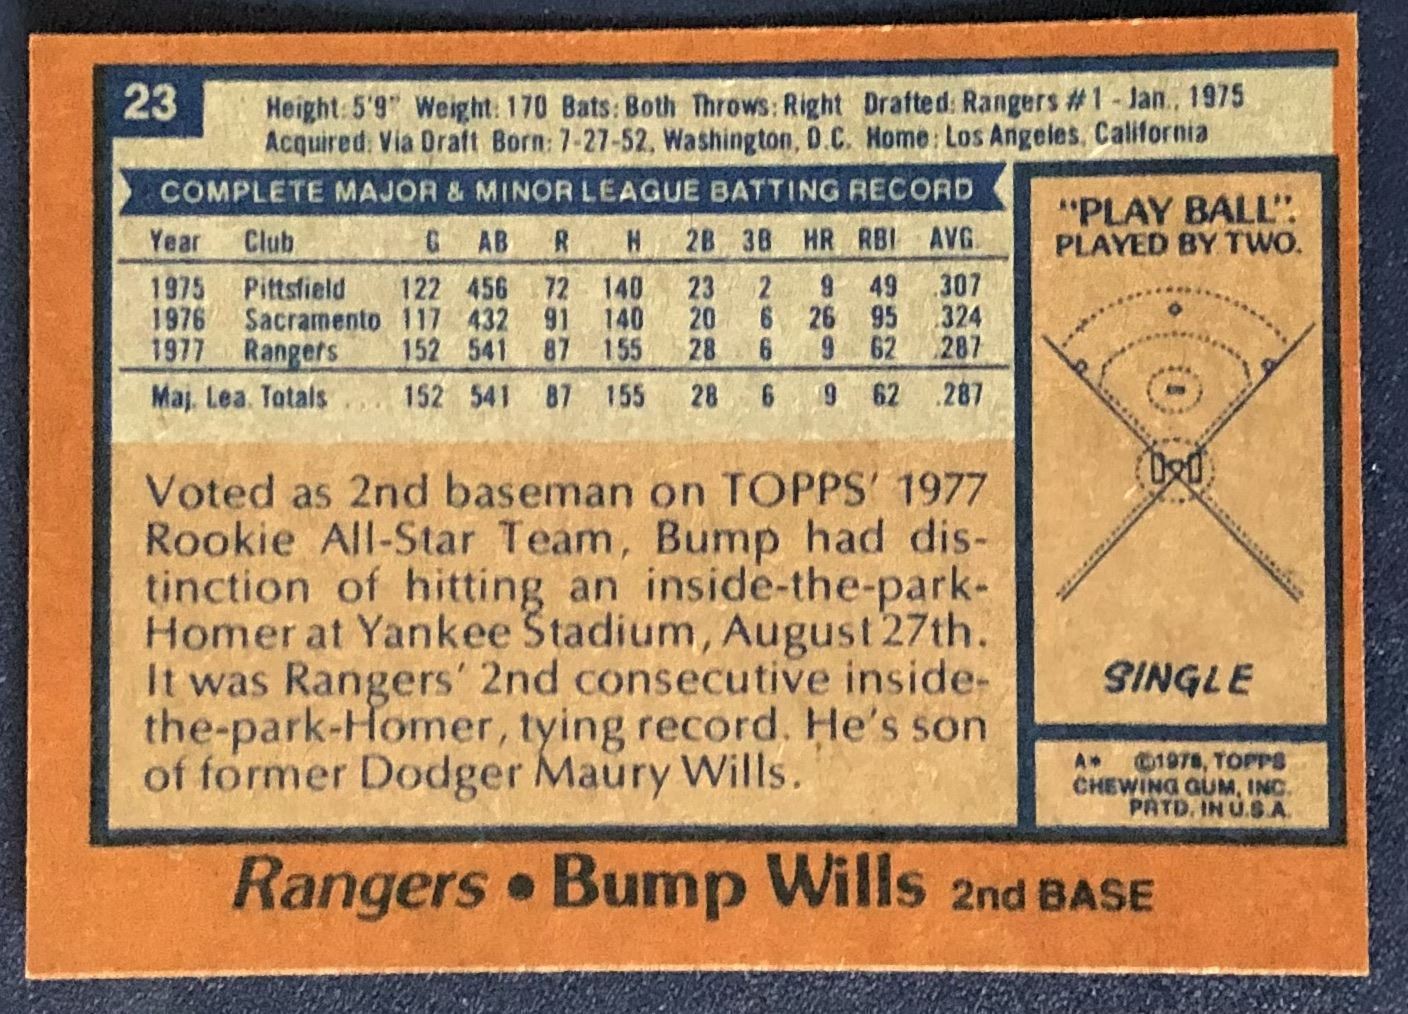 23
Height: 5'9" Weight: 170 Bats: Both Throws: Right Drafted: Rangers #1 - Jan., 1975
Acquired: Via Draft Born: 7-27-52, Washington, D.C. Home: Los Angeles, California
COMPLETE MAJOR & MINOR LEAGUE BATTING RECORD
Year Club G AB R H 2B 3B HR RBI AVG.
1975 Pittsfield 122 456 72 140 23 2 9 49 .307
1976 Sacramento 117 432 91 140 20 6 26 95 .324
1977 Rangers 152 541 87 155 28 6 9 62 .287
Maj. Lea. Totals .... 152 541 87 155 28 6 9 62 .287
Voted as 2nd baseman on TOPPS' 1977
Rookie All-Star Team, Bump had dis-
tinction of hitting an inside-the-park-
Homer at Yankee Stadium, August 27th.
It was Rangers' 2nd consecutive inside-
the-park-Homer, tying record. He's son
of former Dodger Maury Wills.
"PLAY BALL".
PLAYED BY TWO.
SINGLE
A* ©1978, TOPPS
CHEWING GUM, INC.
PRTD. IN U.S.A.
Rangers • Bump Wills 2nd BASE